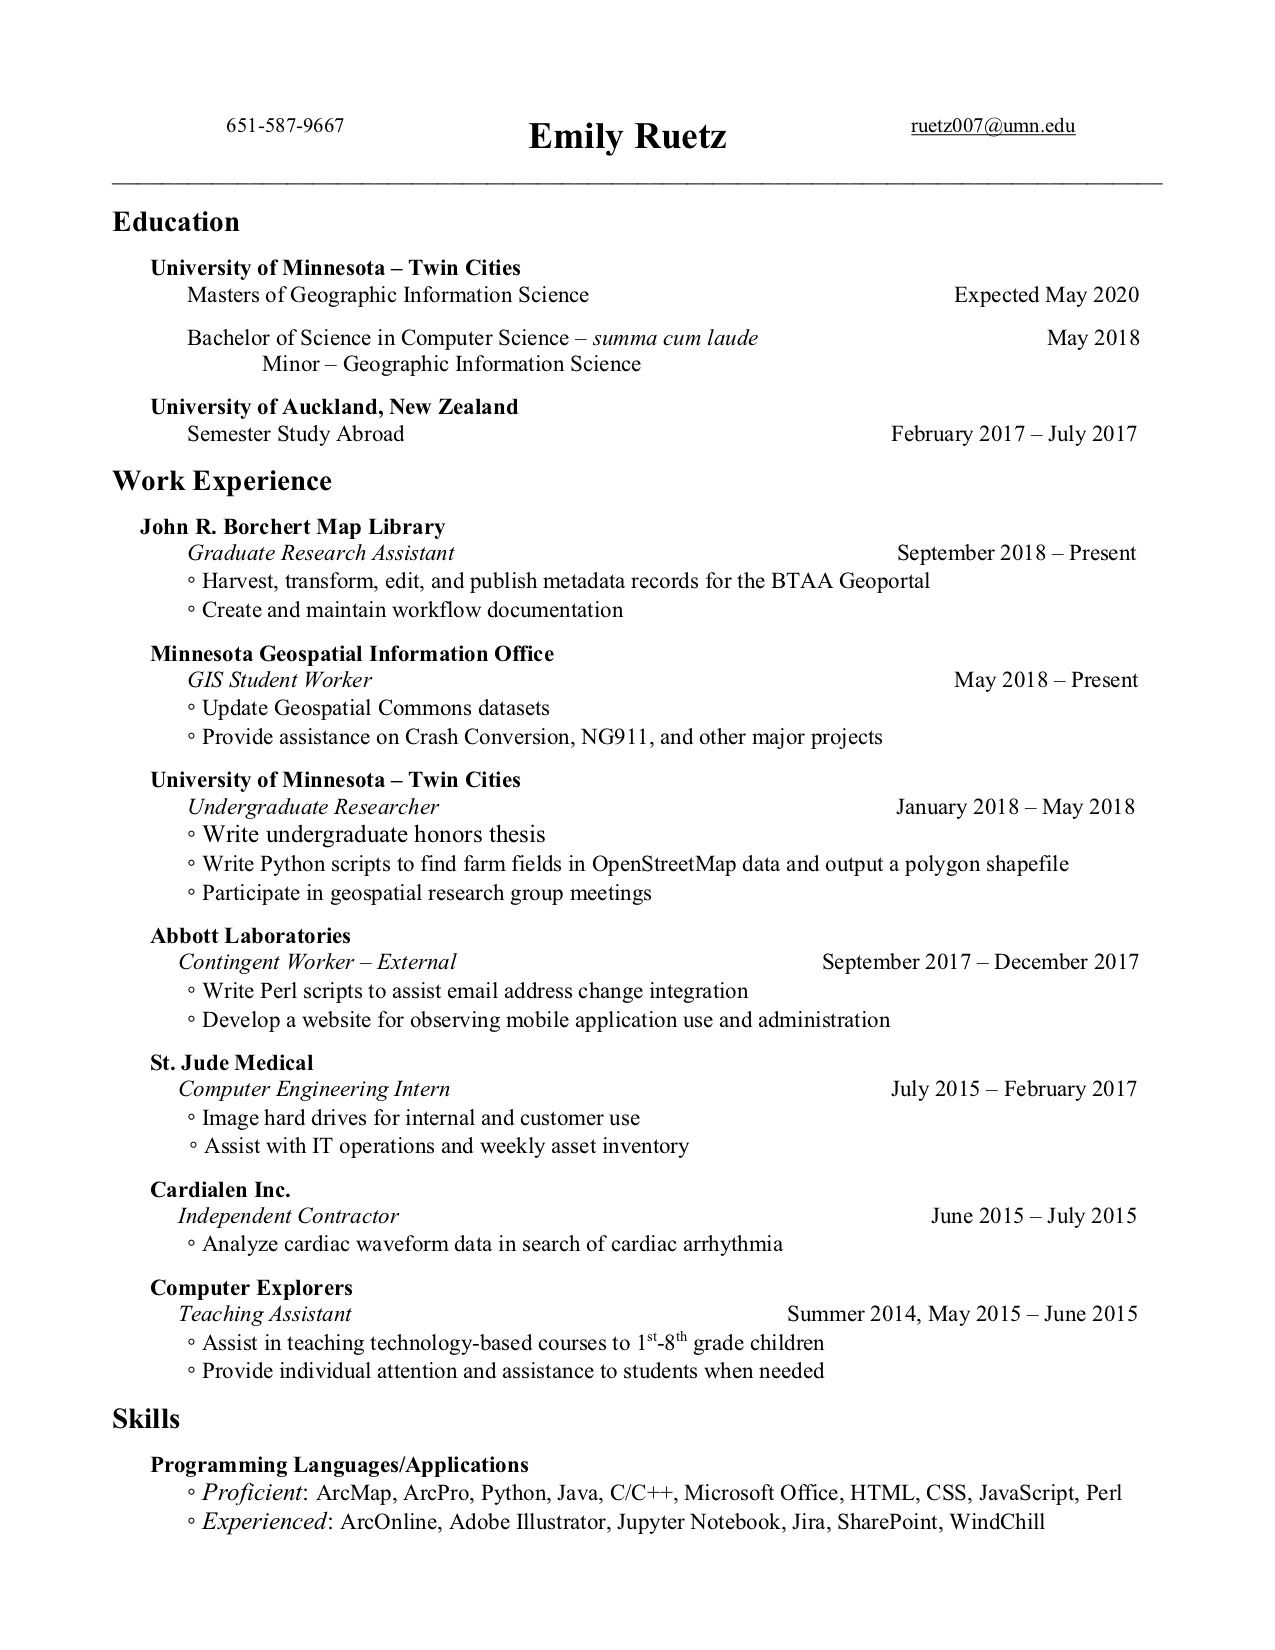 651-587-9667 Emily Ruetz ruetz007@umn.edu
Education
University of Minnesota – Twin Cities
Masters of Geographic Information Science Expected May 2020
Bachelor of Science in Computer Science – summa cum laude May 2018
Minor – Geographic Information Science
University of Auckland, New Zealand
Semester Study Abroad February 2017 – July 2017
Work Experience
John R. Borchert Map Library
Graduate Research Assistant September 2018 – Present
◦ Harvest, transform, edit, and publish metadata records for the BTAA Geoportal
◦ Create and maintain workflow documentation
Minnesota Geospatial Information Office
GIS Student Worker May 2018 – Present
◦ Update Geospatial Commons datasets
◦ Provide assistance on Crash Conversion, NG911, and other major projects
University of Minnesota – Twin Cities
Undergraduate Researcher January 2018 – May 2018
◦ Write undergraduate honors thesis
◦ Write Python scripts to find farm fields in OpenStreetMap data and output a polygon shapefile
◦ Participate in geospatial research group meetings
Abbott Laboratories
Contingent Worker – External September 2017 – December 2017
◦ Write Perl scripts to assist email address change integration
◦ Develop a website for observing mobile application use and administration
St. Jude Medical
Computer Engineering Intern July 2015 – February 2017
◦ Image hard drives for internal and customer use
◦ Assist with IT operations and weekly asset inventory
Cardialen Inc.
Independent Contractor June 2015 – July 2015
◦ Analyze cardiac waveform data in search of cardiac arrhythmia
Computer Explorers
Teaching Assistant Summer 2014, May 2015 – June 2015
◦ Assist in teaching technology-based courses to 1st-8th grade children
◦ Provide individual attention and assistance to students when needed
Skills
Programming Languages/Applications
◦ Proficient: ArcMap, ArcPro, Python, Java, C/C++, Microsoft Office, HTML, CSS, JavaScript, Perl
◦ Experienced: ArcOnline, Adobe Illustrator, Jupyter Notebook, Jira, SharePoint, WindChill